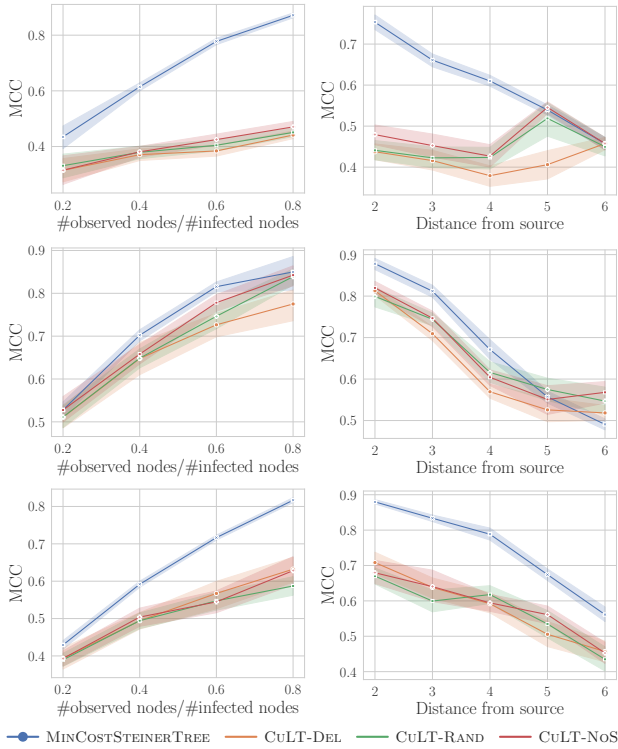 MCC
0.8
0.6
0.4
0.2 0.4 0.6 0.8
#observed nodes/#infected nodes
MCC
0.7
0.6
0.5
0.4
2 3 4 5 6
Distance from source
MCC
0.9
0.8
0.7
0.6
0.5
0.2 0.4 0.6 0.8
#observed nodes/#infected nodes
MCC
0.9
0.8
0.7
0.6
0.5
2 3 4 5 6
Distance from source
MCC
0.8
0.7
0.6
0.5
0.4
0.2 0.4 0.6 0.8
#observed nodes/#infected nodes
MCC
0.9
0.8
0.7
0.6
0.5
0.4
2 3 4 5 6
Distance from source
MINCOSTSTEINERTREE CULT-DEL CULT-RAND CULT-NOS